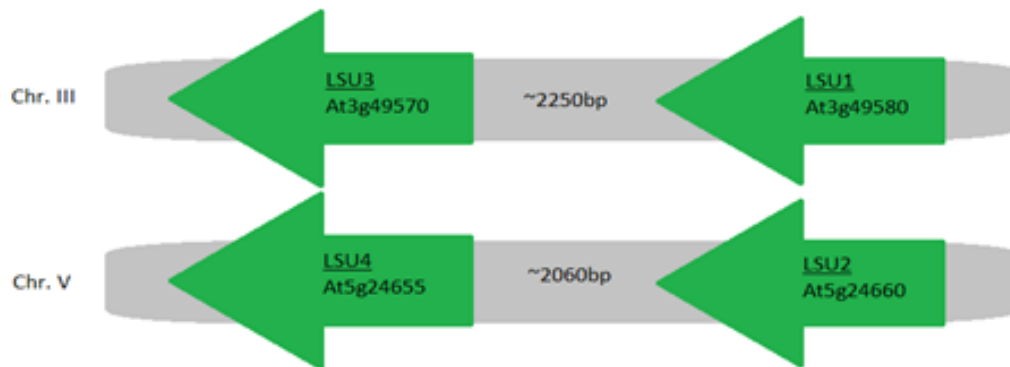 Chr. III
LSU3
At3g49570
~2250bp
LSU1
At3g49580
Chr. V
LSU4
At5g24655
~2060bp
LSU2
At5g24660